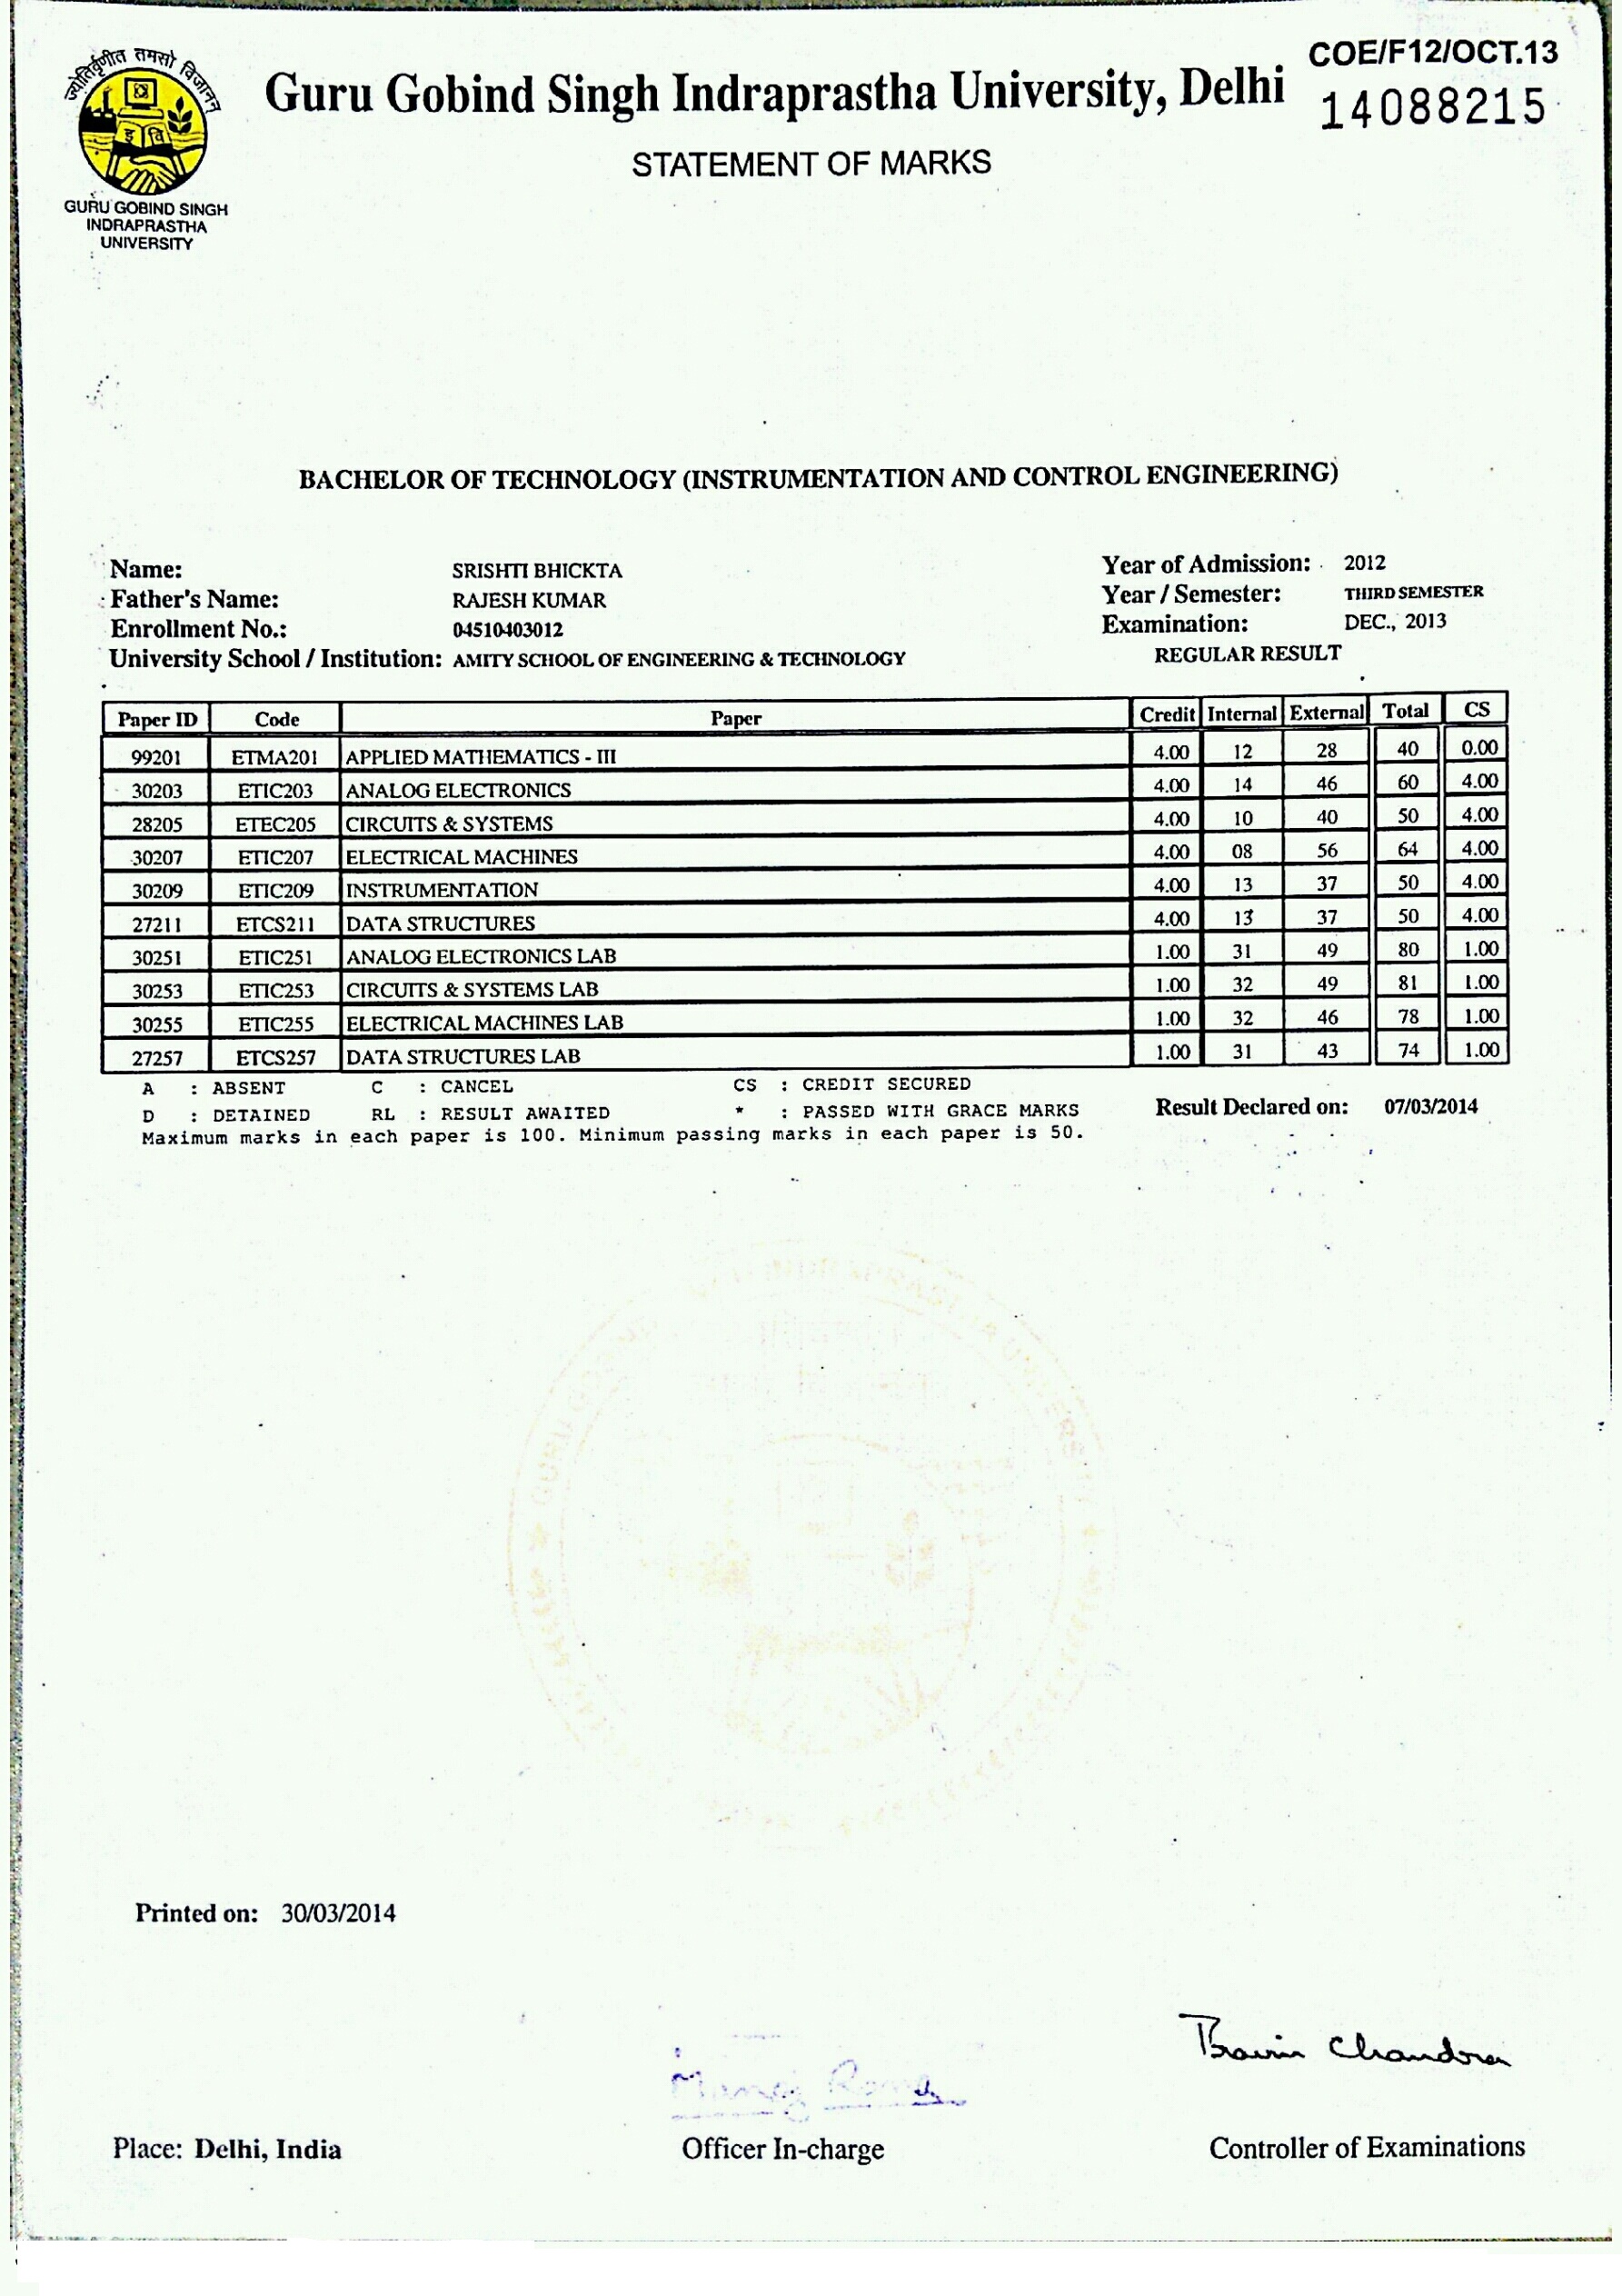 COE/F12/OCT.13
ज्योतिर्वृणीत तमसो विजानन
Guru Gobind Singh Indraprastha University, Delhi
14088215
STATEMENT OF MARKS
इ वि
GURU GOBIND SINGH
INDRAPRASTHA
UNIVERSITY
BACHELOR OF TECHNOLOGY (INSTRUMENTATION AND CONTROL ENGINEERING)
Name: SRISHTI BHICKTA Year of Admission: 2012
Father's Name: RAJESH KUMAR Year / Semester: THIRD SEMESTER
Enrollment No.: 04510403012 Examination: DEC., 2013
University School / Institution: AMITY SCHOOL OF ENGINEERING & TECHNOLOGY REGULAR RESULT
Paper ID Code Paper Credit Internal External Total CS
99201 ETMA201 APPLIED MATHEMATICS - III 4.00 12 28 40 0.00
30203 ETIC203 ANALOG ELECTRONICS 4.00 14 46 60 4.00
28205 ETEC205 CIRCUITS & SYSTEMS 4.00 10 40 50 4.00
30207 ETIC207 ELECTRICAL MACHINES 4.00 08 56 64 4.00
30209 ETIC209 INSTRUMENTATION 4.00 13 37 50 4.00
27211 ETCS211 DATA STRUCTURES 4.00 13 37 50 4.00
30251 ETIC251 ANALOG ELECTRONICS LAB 1.00 31 49 80 1.00
30253 ETIC253 CIRCUITS & SYSTEMS LAB 1.00 32 49 81 1.00
30255 ETIC255 ELECTRICAL MACHINES LAB 1.00 32 46 78 1.00
27257 ETCS257 DATA STRUCTURES LAB 1.00 31 43 74 1.00
A : ABSENT C : CANCEL CS : CREDIT SECURED
D : DETAINED RL : RESULT AWAITED * : PASSED WITH GRACE MARKS Result Declared on: 07/03/2014
Maximum marks in each paper is 100. Minimum passing marks in each paper is 50.
Printed on: 30/03/2014
Chandra
Place: Delhi, India Officer In-charge Controller of Examinations